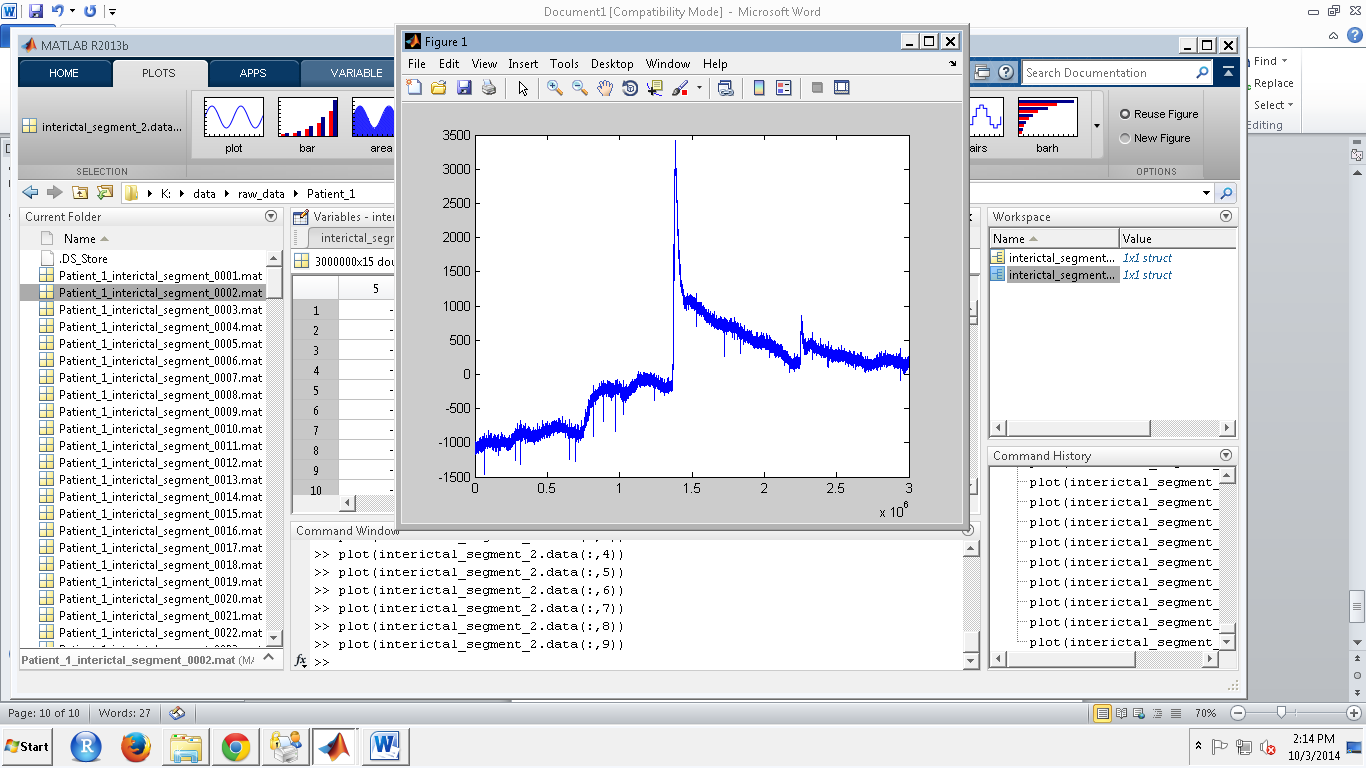 Document1 [Compatibility Mode] - Microsoft Word
MATLAB R2013b
HOME PLOTS APPS VARIABLE
Search Documentation
interictal_segment_2.data...
plot bar area
airs barh
Reuse Figure
New Figure
SELECTION
OPTIONS
Find
Replace
Select
Editing
K: data raw_data Patient_1
Figure 1
File Edit View Insert Tools Desktop Window Help
3500
3000
2500
2000
1500
1000
500
0
-500
-1000
-1500
0 0.5 1 1.5 2 2.5 3
x 10^6
Current Folder
Name
.DS_Store
Patient_1_interictal_segment_0001.mat
Patient_1_interictal_segment_0002.mat
Patient_1_interictal_segment_0003.mat
Patient_1_interictal_segment_0004.mat
Patient_1_interictal_segment_0005.mat
Patient_1_interictal_segment_0006.mat
Patient_1_interictal_segment_0007.mat
Patient_1_interictal_segment_0008.mat
Patient_1_interictal_segment_0009.mat
Patient_1_interictal_segment_0010.mat
Patient_1_interictal_segment_0011.mat
Patient_1_interictal_segment_0012.mat
Patient_1_interictal_segment_0013.mat
Patient_1_interictal_segment_0014.mat
Patient_1_interictal_segment_0015.mat
Patient_1_interictal_segment_0016.mat
Patient_1_interictal_segment_0017.mat
Patient_1_interictal_segment_0018.mat
Patient_1_interictal_segment_0019.mat
Patient_1_interictal_segment_0020.mat
Patient_1_interictal_segment_0021.mat
Patient_1_interictal_segment_0022.mat
Patient_1_interictal_segment_0002.mat (MA
Variables - inter
interictal_segr
3000000x15 dou
5
1 -
2 -
3 -
4 -
5 -
6 -
7 -
8 -
9 -
10 -
Command Window
>> plot(interictal_segment_2.data(:,4))
>> plot(interictal_segment_2.data(:,5))
>> plot(interictal_segment_2.data(:,6))
>> plot(interictal_segment_2.data(:,7))
>> plot(interictal_segment_2.data(:,8))
>> plot(interictal_segment_2.data(:,9))
fx >>
Workspace
Name Value
interictal_segment... 1x1 struct
interictal_segment... 1x1 struct
Command History
plot(interictal_segment_
plot(interictal_segment_
plot(interictal_segment_
plot(interictal_segment_
plot(interictal_segment_
plot(interictal_segment_
plot(interictal_segment_
plot(interictal_segment_
plot(interictal_segment_
Page: 10 of 10 Words: 27
70%
Start
2:14 PM
10/3/2014